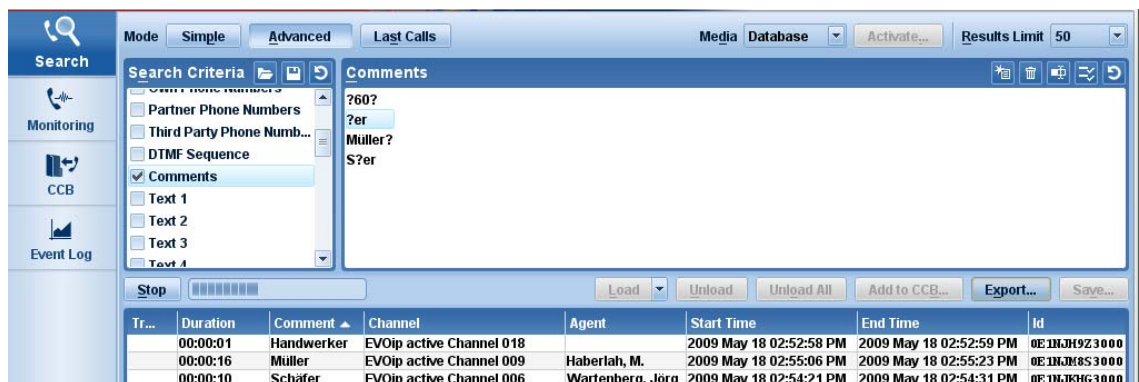 Mode Simple Advanced Last Calls Media Database Activate... Results Limit 50
Search
Monitoring
CCB
Event Log
Search Criteria
Own Phone Numbers
Partner Phone Numbers
Third Party Phone Numb...
DTMF Sequence
Comments
Text 1
Text 2
Text 3
Text 4
Comments
?60?
?er
Müller?
S?er
Stop Load Unload Unload All Add to CCB... Export... Save...
Tr... Duration Comment Channel Agent Start Time End Time Id
00:00:01 Handwerker EVOip active Channel 018 2009 May 18 02:52:58 PM 2009 May 18 02:52:59 PM 0E1NJH9Z3000
00:00:16 Müller EVOip active Channel 009 Haberlah, M. 2009 May 18 02:55:06 PM 2009 May 18 02:55:23 PM 0E1NJM8S3000
00:00:10 Schäfer EVOip active Channel 006 Wartenberg, Jörg 2009 May 18 02:54:21 PM 2009 May 18 02:54:31 PM 0E1NJKHG3000